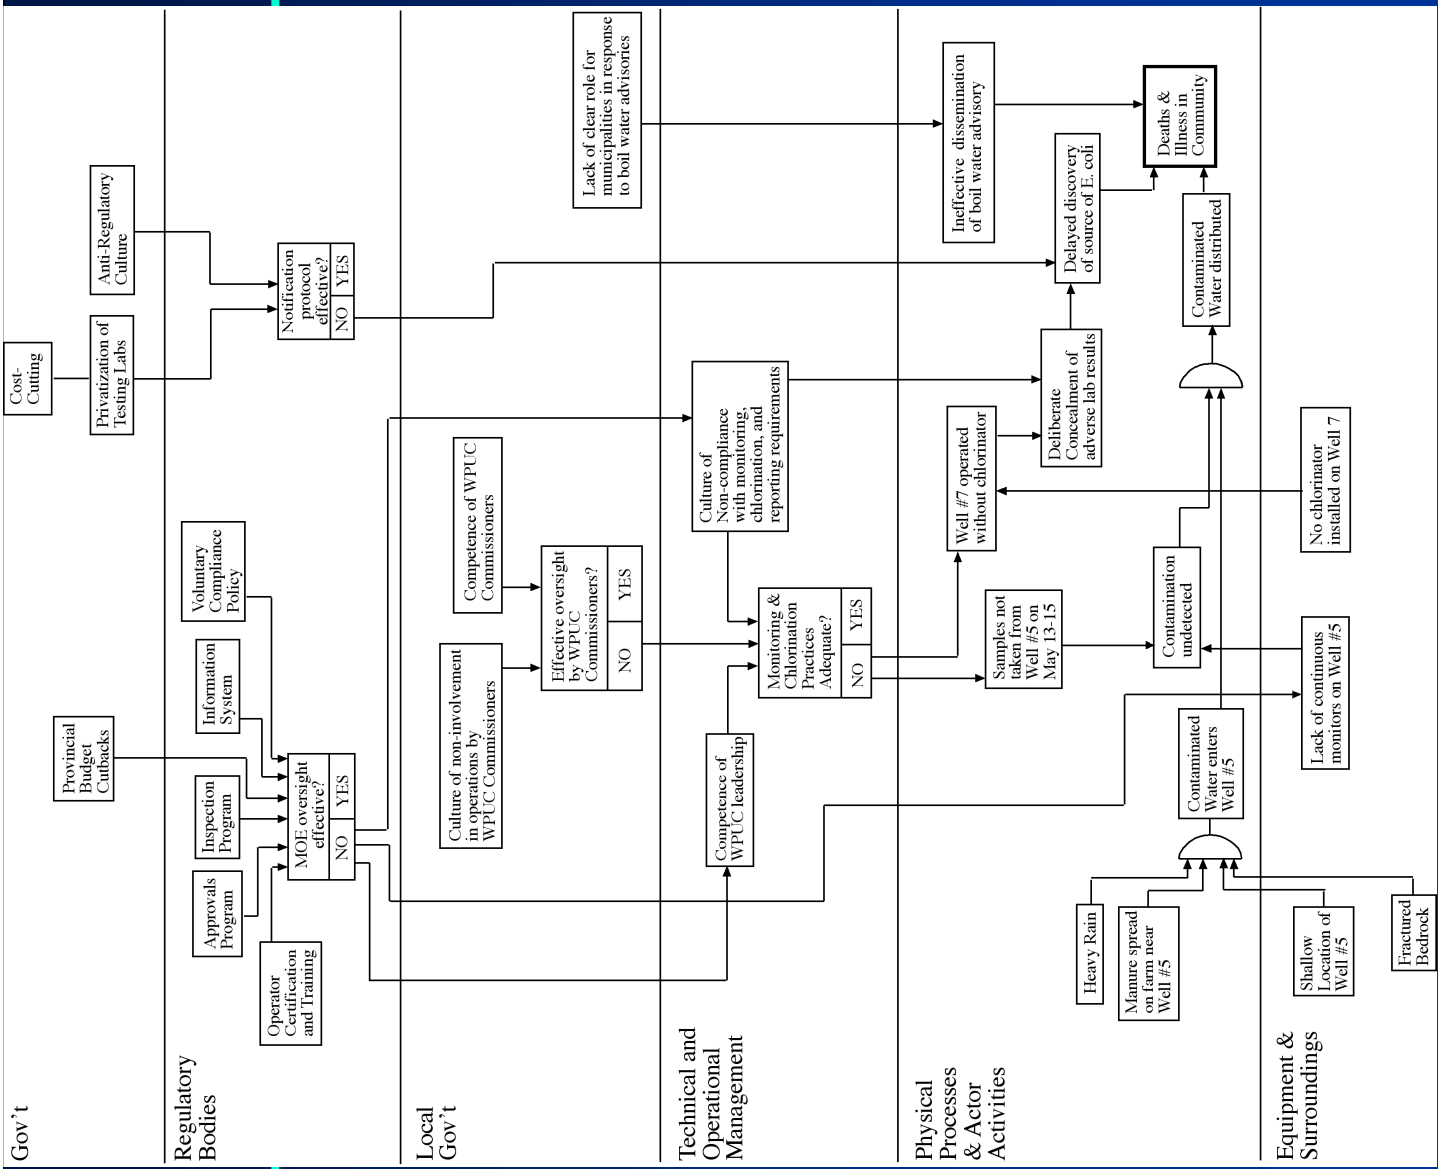 Gov't
Cost-
Cutting
Privatization of
Testing Labs
Anti-Regulatory
Culture
Provincial
Budget
Cutbacks
Regulatory
Bodies
Operator
Certification
and Training
Approvals
Program
Inspection
Program
Information
System
Voluntary
Compliance
Policy
MOE oversight
effective?
NO
YES
Notification
protocol
effective?
NO
YES
Local
Gov't
Culture of non-involvement
in operations by
WPUC Commissioners
Competence of WPUC
Commissioners
Effective oversight
by WPUC
Commissioners?
NO
YES
Lack of clear role for
municipalities in response
to boil water advisories
Technical and
Operational
Management
Competence of
WPUC leadership
Monitoring &
Chlorination
Practices
Adequate?
NO
YES
Culture of
Non-compliance
with monitoring,
chlorination, and
reporting requirements
Physical
Processes
& Actor
Activities
Heavy Rain
Manure spread
on farm near
Well #5
Contaminated
Water enters
Well #5
Samples not
taken from
Well #5 on
May 13-15
Well #7 operated
without chlorinator
Contamination
undetected
Deliberate
Concealment of
adverse lab results
Delayed discovery
of source of E. coli
Ineffective dissemination
of boil water advisory
Contaminated
Water distributed
Deaths &
Illness in
Community
Equipment &
Surroundings
Shallow
Location of
Well #5
Fractured
Bedrock
Lack of continuous
monitors on Well #5
No chlorinator
installed on Well 7